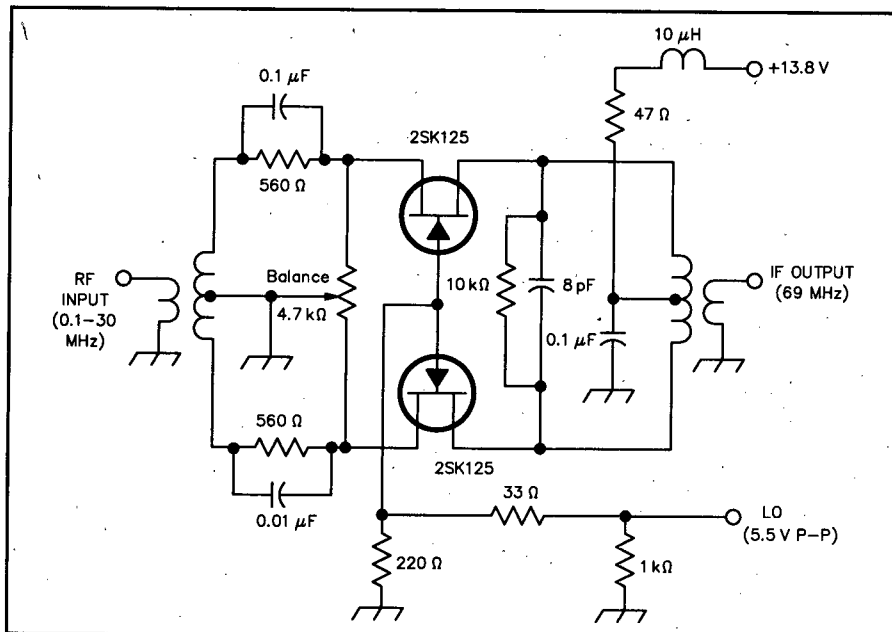 10 μH
+13.8 V
0.1 μF
47 Ω
2SK125
560 Ω
RF
INPUT
(0.1–30
MHz)
Balance
4.7 kΩ
10 kΩ
8 pF
0.1 μF
IF OUTPUT
(69 MHz)
560 Ω
2SK125
0.01 μF
33 Ω
LO
(5.5 V P–P)
220 Ω
1 kΩ